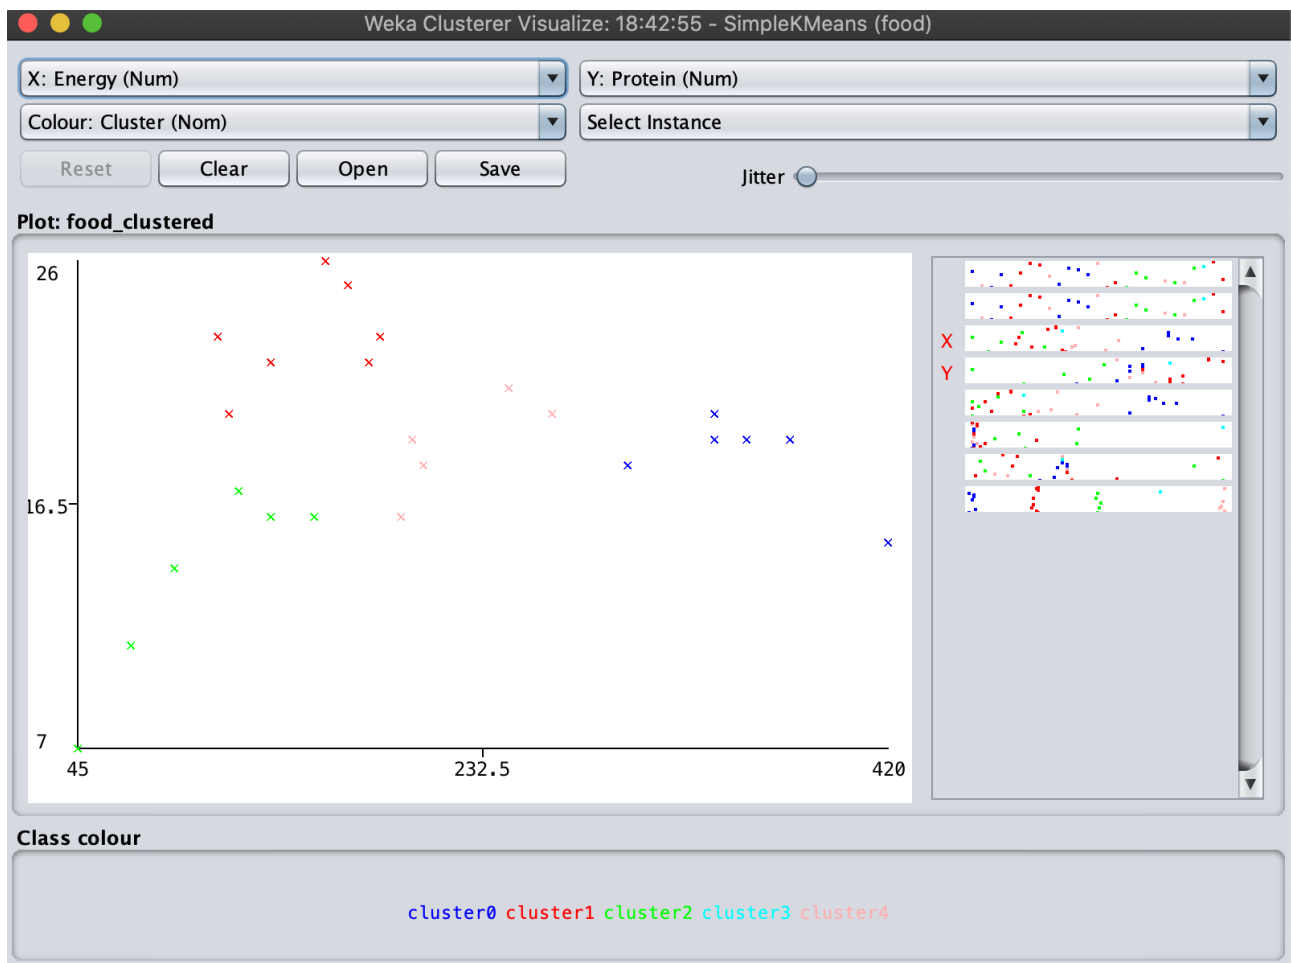 Weka Clusterer Visualize: 18:42:55 - SimpleKMeans (food)
X: Energy (Num) Y: Protein (Num)
Colour: Cluster (Nom) Select Instance
Reset Clear Open Save Jitter
Plot: food_clustered
26
X
Y
16.5
7
45 232.5 420
Class colour
cluster0 cluster1 cluster2 cluster3 cluster4